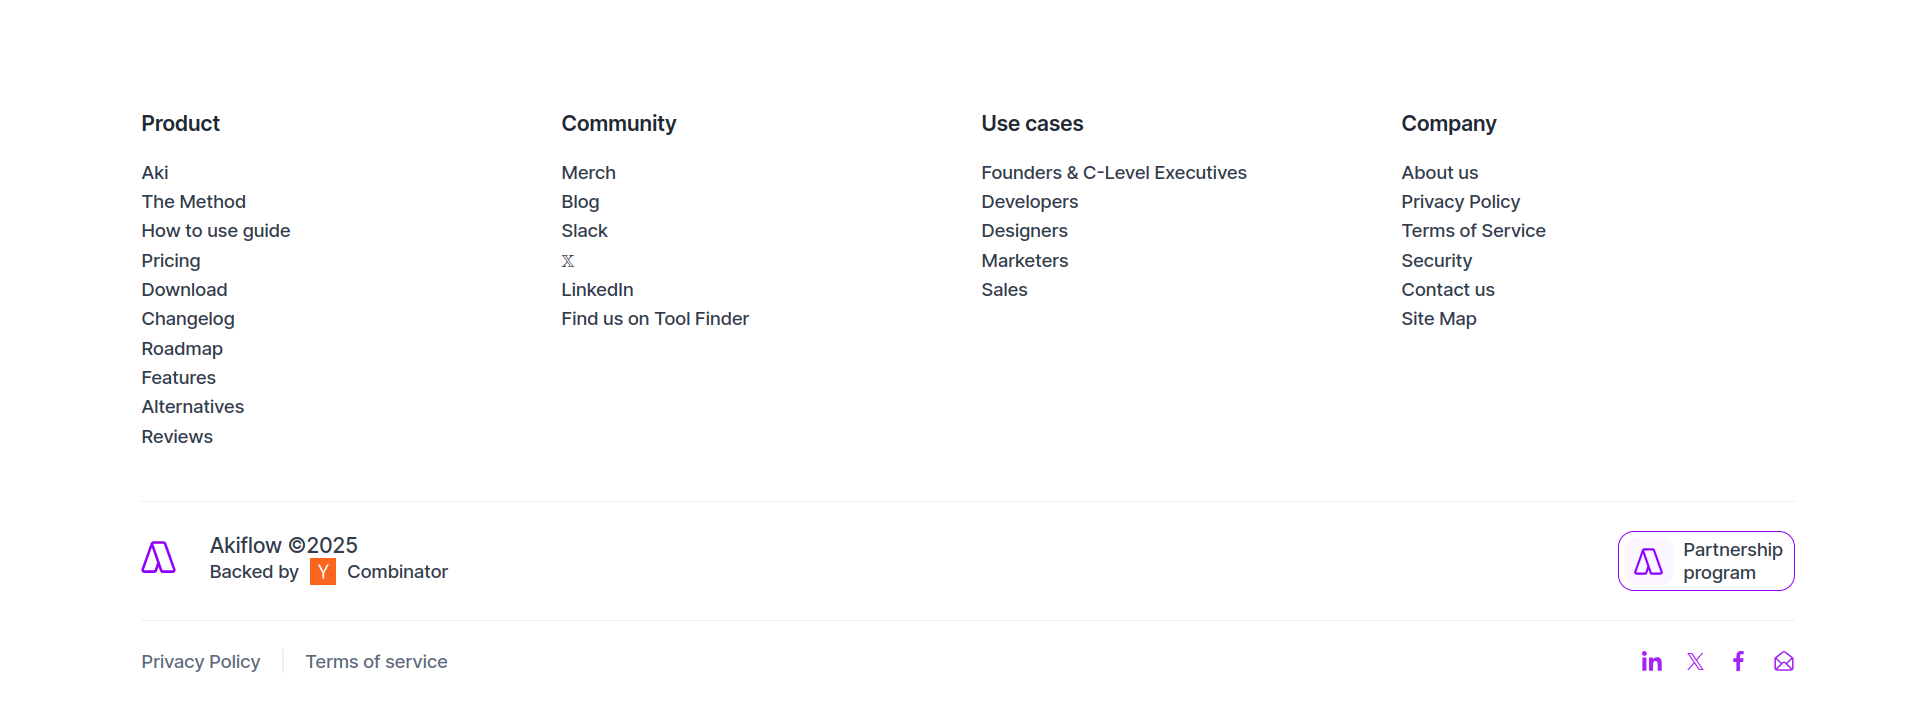 Product
Aki
The Method
How to use guide
Pricing
Download
Changelog
Roadmap
Features
Alternatives
Reviews
Community
Merch
Blog
Slack
𝕏
LinkedIn
Find us on Tool Finder
Use cases
Founders & C-Level Executives
Developers
Designers
Marketers
Sales
Company
About us
Privacy Policy
Terms of Service
Security
Contact us
Site Map
Akiflow ©2025
Backed by Y Combinator
Partnership
program
Privacy Policy
Terms of service
in 𝕏 f